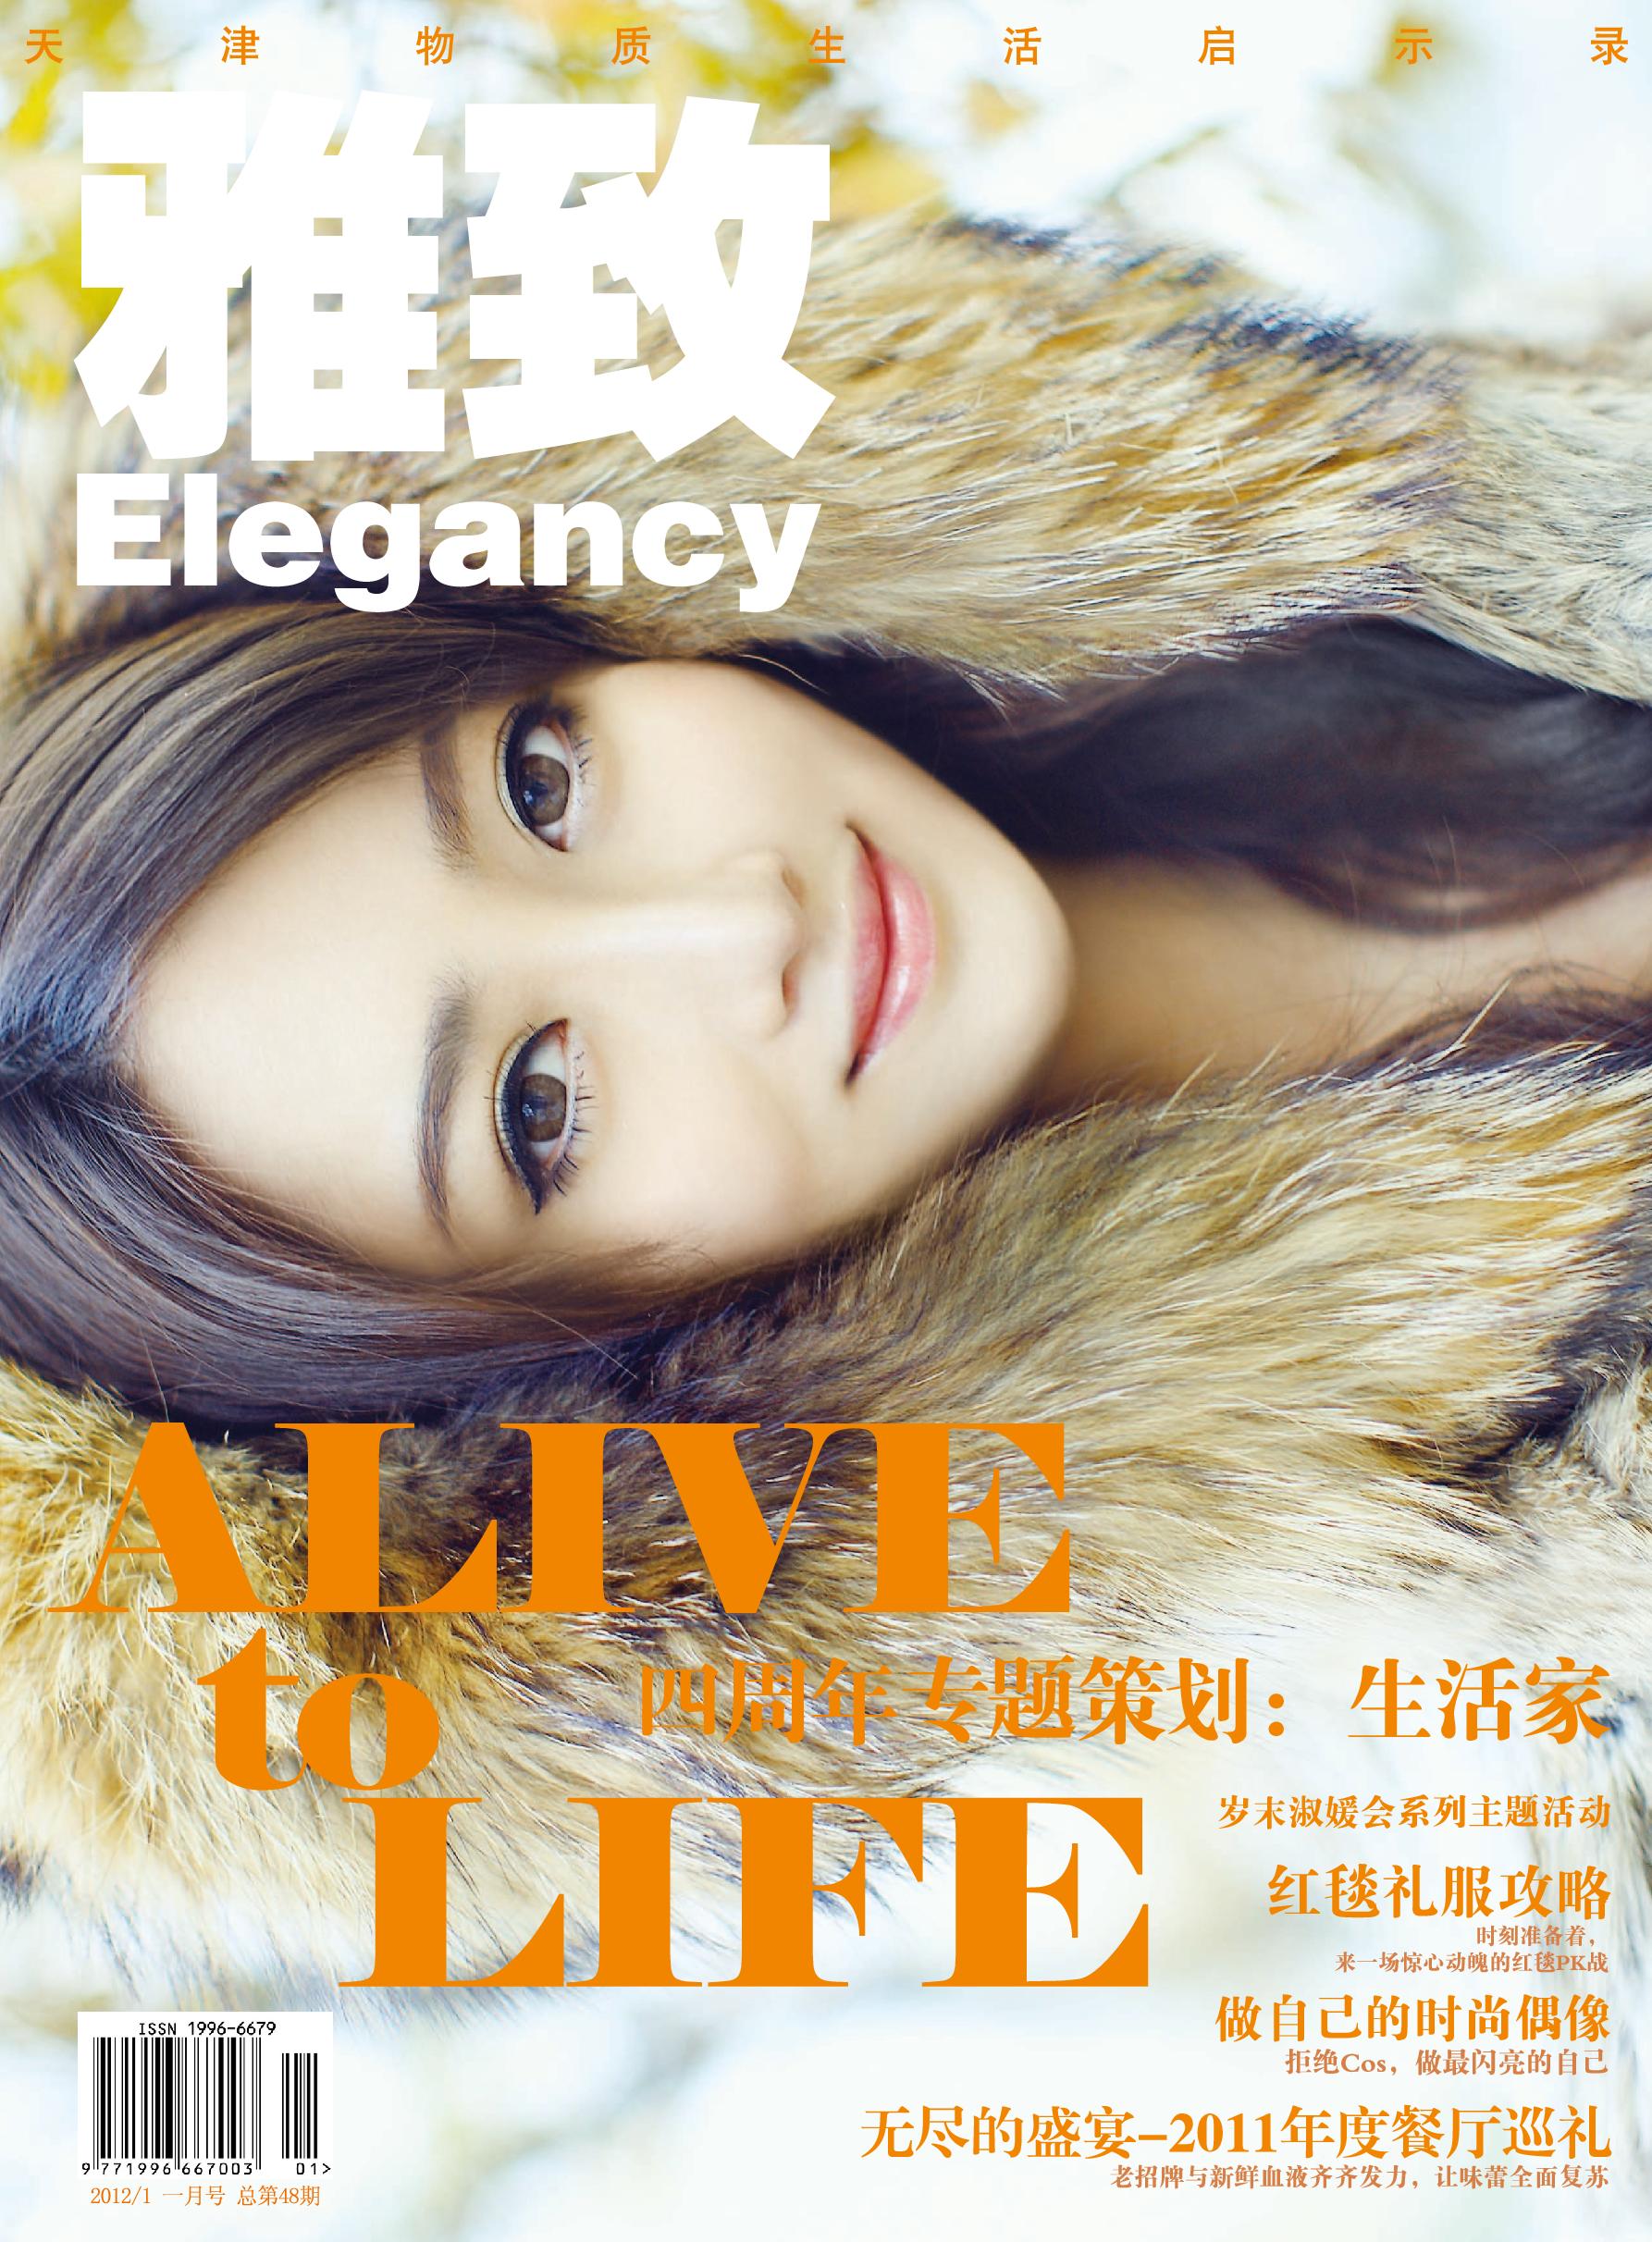 天津物质生活启示录
雅致
Elegancy
ALIVE
to
四周年专题策划：生活家
LIFE
岁末淑媛会系列主题活动
红毯礼服攻略
时刻准备着，
来一场惊心动魄的红毯PK战
做自己的时尚偶像
拒绝Cos，做最闪亮的自己
无尽的盛宴-2011年度餐厅巡礼
老招牌与新鲜血液齐齐发力，让味蕾全面复苏
ISSN 1996-6679
9 771996 667003 01>
2012/1 一月号 总第48期